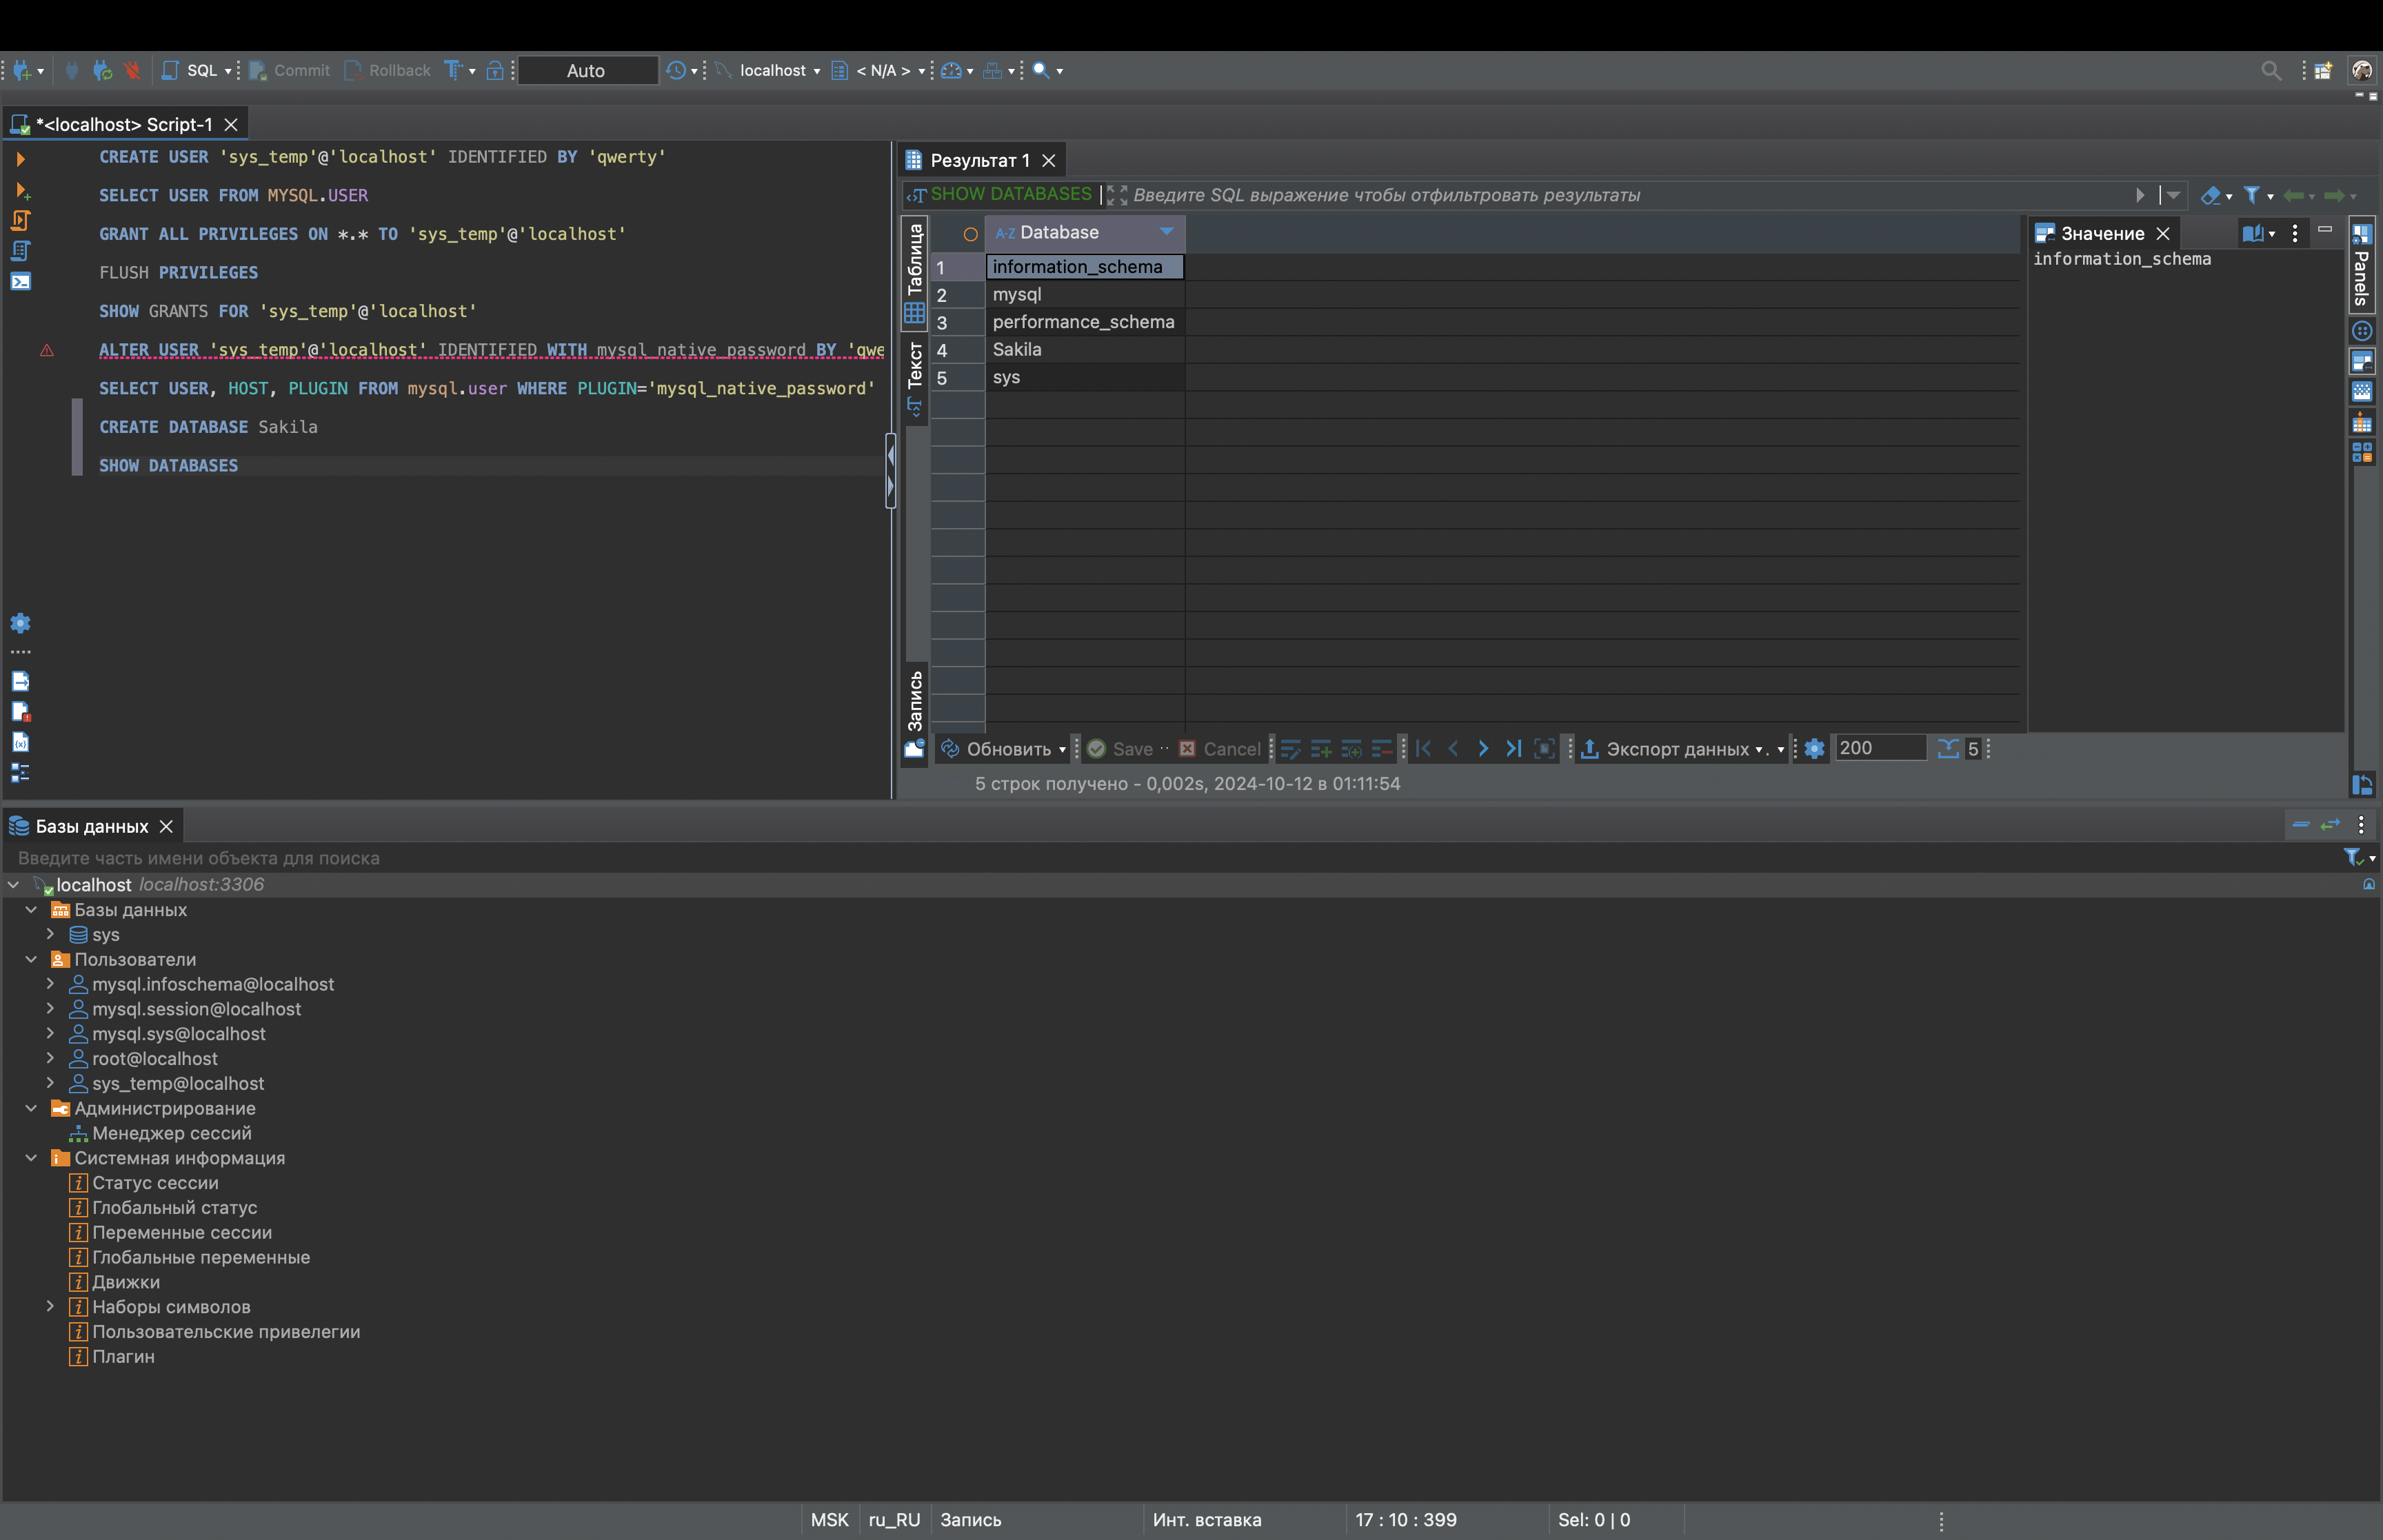 SQL Commit Rollback Auto localhost < N/A >
*<localhost> Script-1
CREATE USER 'sys_temp'@'localhost' IDENTIFIED BY 'qwerty'
SELECT USER FROM MYSQL.USER
GRANT ALL PRIVILEGES ON *.* TO 'sys_temp'@'localhost'
FLUSH PRIVILEGES
SHOW GRANTS FOR 'sys_temp'@'localhost'
ALTER USER 'sys_temp'@'localhost' IDENTIFIED WITH mysql_native_password BY 'qwe
SELECT USER, HOST, PLUGIN FROM mysql.user WHERE PLUGIN='mysql_native_password'
CREATE DATABASE Sakila
SHOW DATABASES
Результат 1
SHOW DATABASES Введите SQL выражение чтобы отфильтровать результаты
Таблица
Текст
Запись
A-Z Database
1 information_schema
2 mysql
3 performance_schema
4 Sakila
5 sys
Значение
information_schema
Panels
Обновить Save Cancel Экспорт данных 200 5
5 строк получено - 0,002s, 2024-10-12 в 01:11:54
Базы данных
Введите часть имени объекта для поиска
localhost localhost:3306
Базы данных
sys
Пользователи
mysql.infoschema@localhost
mysql.session@localhost
mysql.sys@localhost
root@localhost
sys_temp@localhost
Администрирование
Менеджер сессий
Системная информация
Статус сессии
Глобальный статус
Переменные сессии
Глобальные переменные
Движки
Наборы символов
Пользовательские привелегии
Плагин
MSK ru_RU Запись Инт. вставка 17 : 10 : 399 Sel: 0 | 0